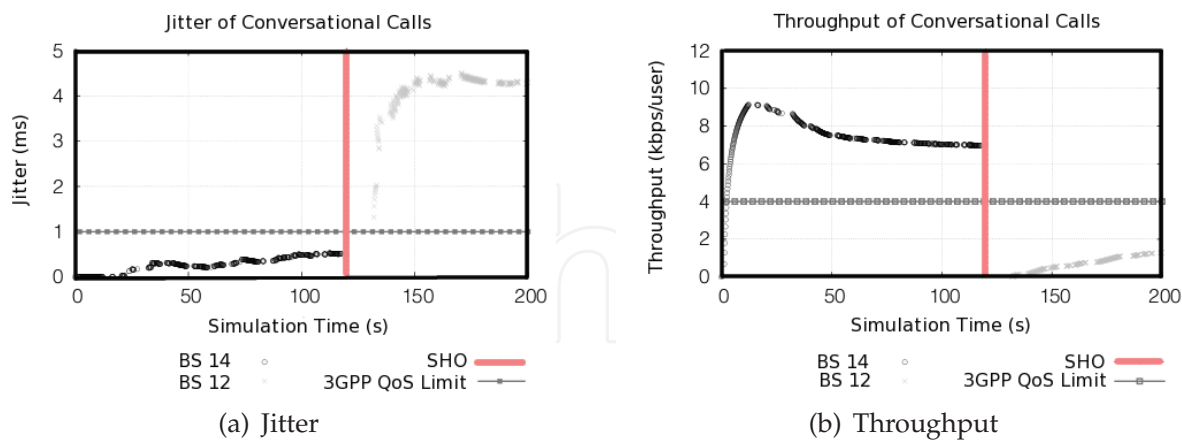 Jitter of Conversational Calls
5
4
3
2
1
0
Jitter (ms)
0 50 100 150 200
Simulation Time (s)
BS 14
BS 12
SHO
3GPP QoS Limit
(a) Jitter
Throughput of Conversational Calls
12
10
8
6
4
2
0
Throughput (kbps/user)
0 50 100 150 200
Simulation Time (s)
BS 14
BS 12
SHO
3GPP QoS Limit
(b) Throughput